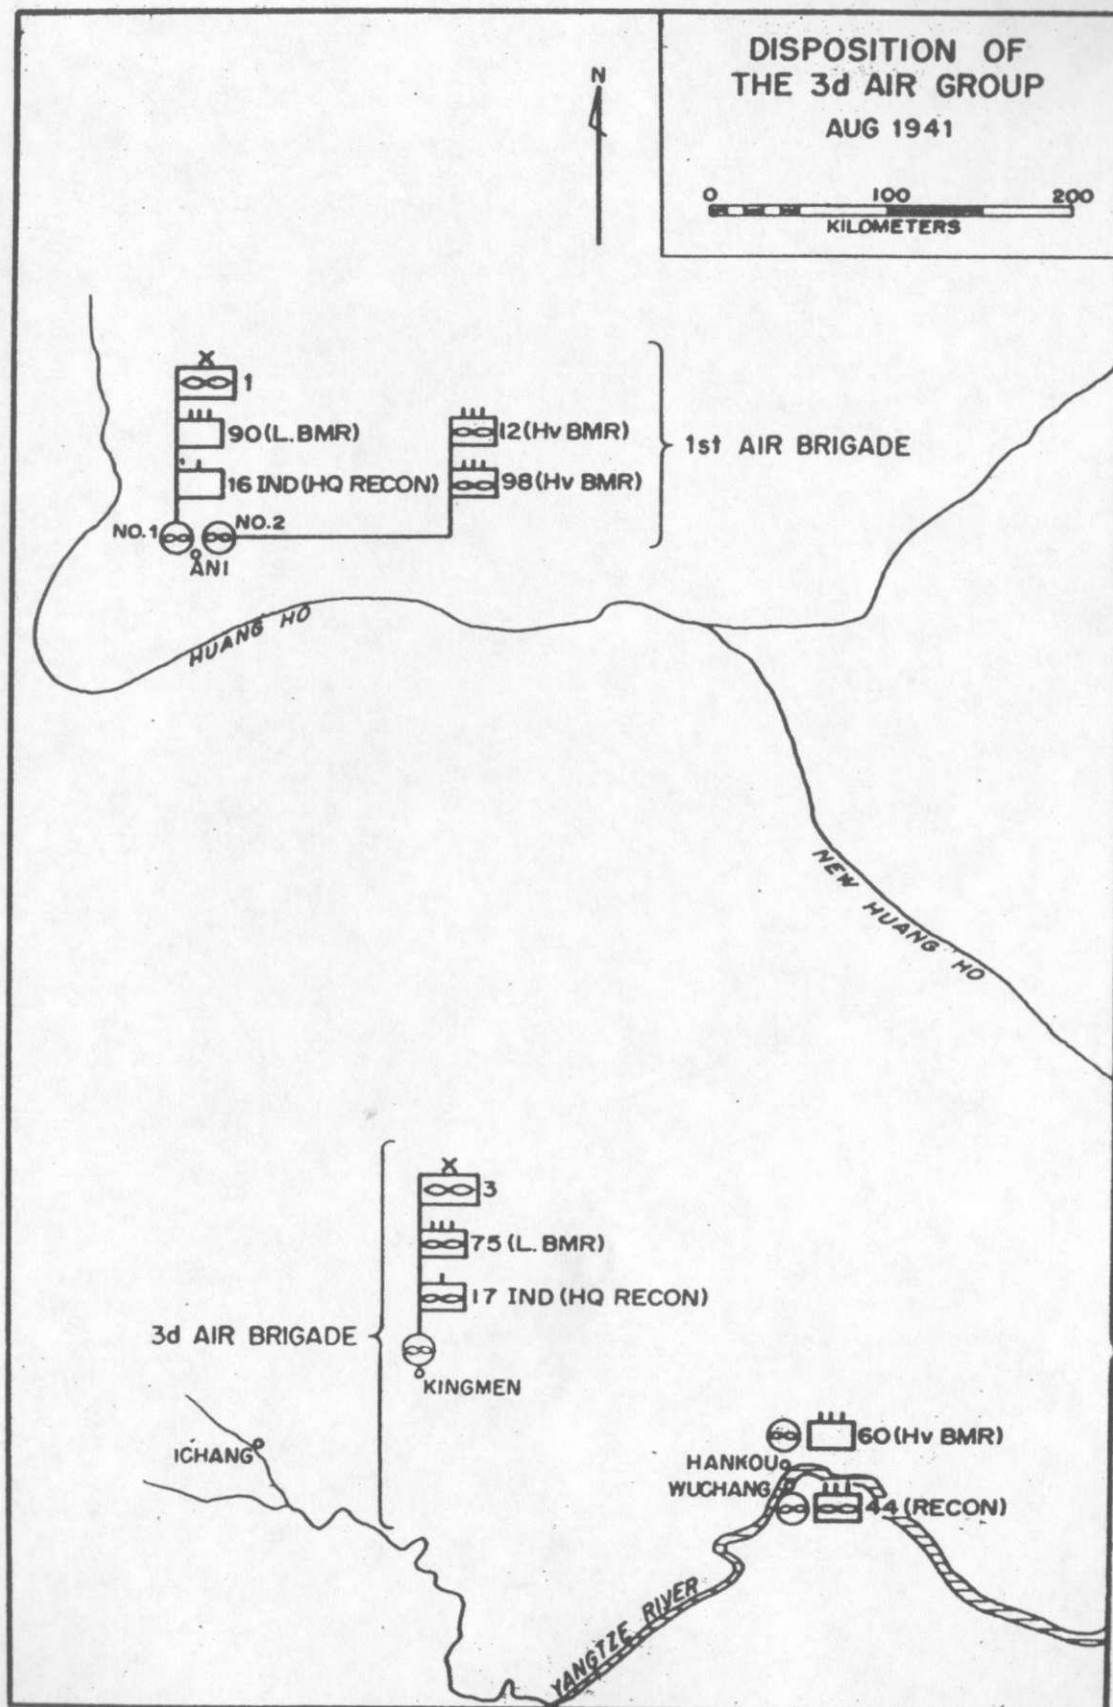 DISPOSITION OF
THE 3d AIR GROUP
AUG 1941
0 100 200
KILOMETERS
N
X
1
90 (L. BMR)
16 IND (HQ RECON)
NO. 1
NO. 2
ANI
12 (Hv BMR)
98 (Hv BMR)
1st AIR BRIGADE
HUANG HO
NEW HUANG HO
X
3
75 (L. BMR)
17 IND (HQ RECON)
3d AIR BRIGADE
KINGMEN
ICHANG
60 (Hv BMR)
HANKOU
WUCHANG
44 (RECON)
YANGTZE RIVER